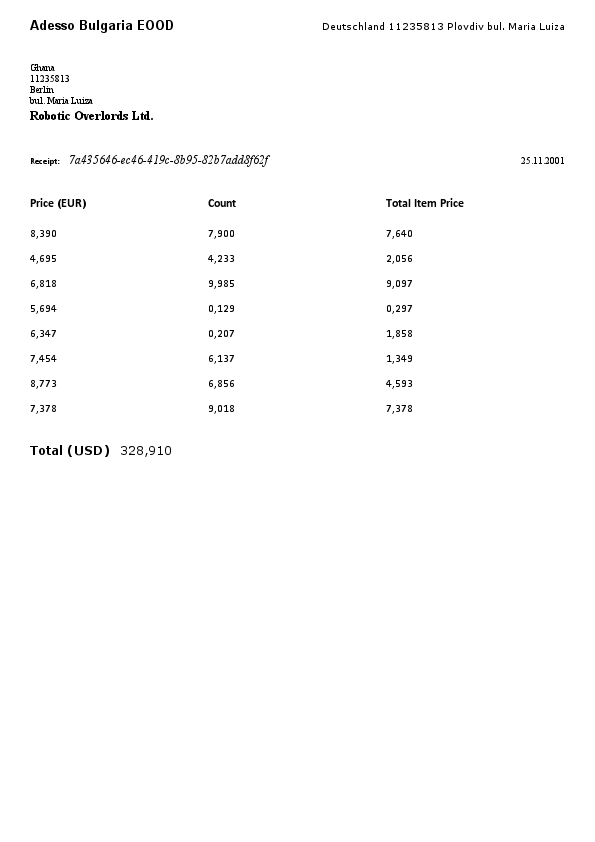 Adesso Bulgaria EOOD Deutschland 11235813 Plovdiv bul. Maria Luiza
Ghana
11235813
Berlin
bul. Maria Luiza
Robotic Overlords Ltd.
Receipt: 7a435646-ec46-419c-8b95-82b7add8f62f 25.11.2001
Price (EUR) Count Total Item Price
8,390 7,900 7,640
4,695 4,233 2,056
6,818 9,985 9,097
5,694 0,129 0,297
6,347 0,207 1,858
7,454 6,137 1,349
8,773 6,856 4,593
7,378 9,018 7,378
Total (USD) 328,910